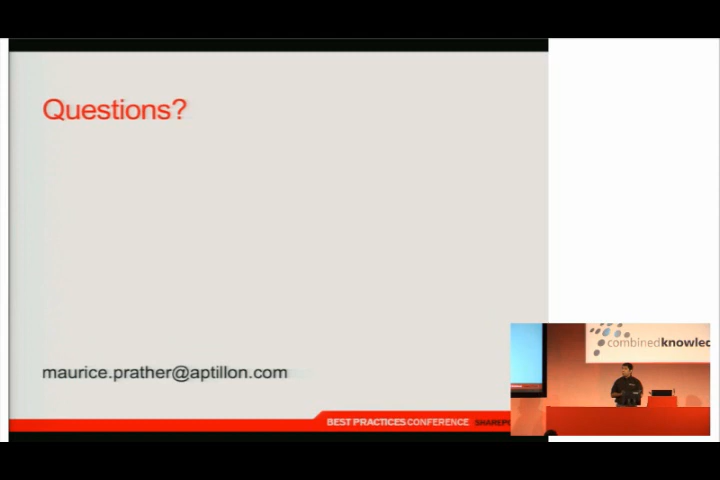 Questions?
maurice.prather@aptillon.com
BEST PRACTICES CONFERENCE
combinedknowled